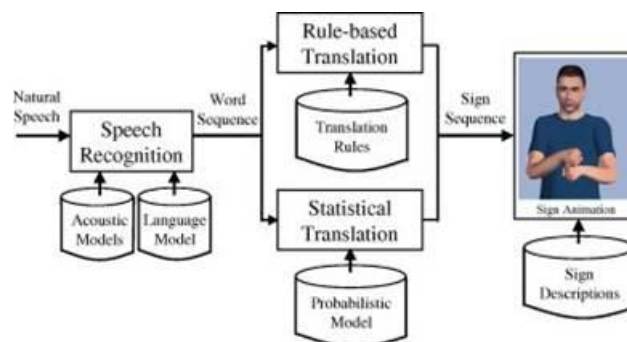 Rule-based
Translation
Natural
Speech
Word
Sequence
Sign
Sequence
Speech
Recognition
Translation
Rules
Acoustic
Models
Language
Model
Statistical
Translation
Sign Animation
Probabilistic
Model
Sign
Descriptions